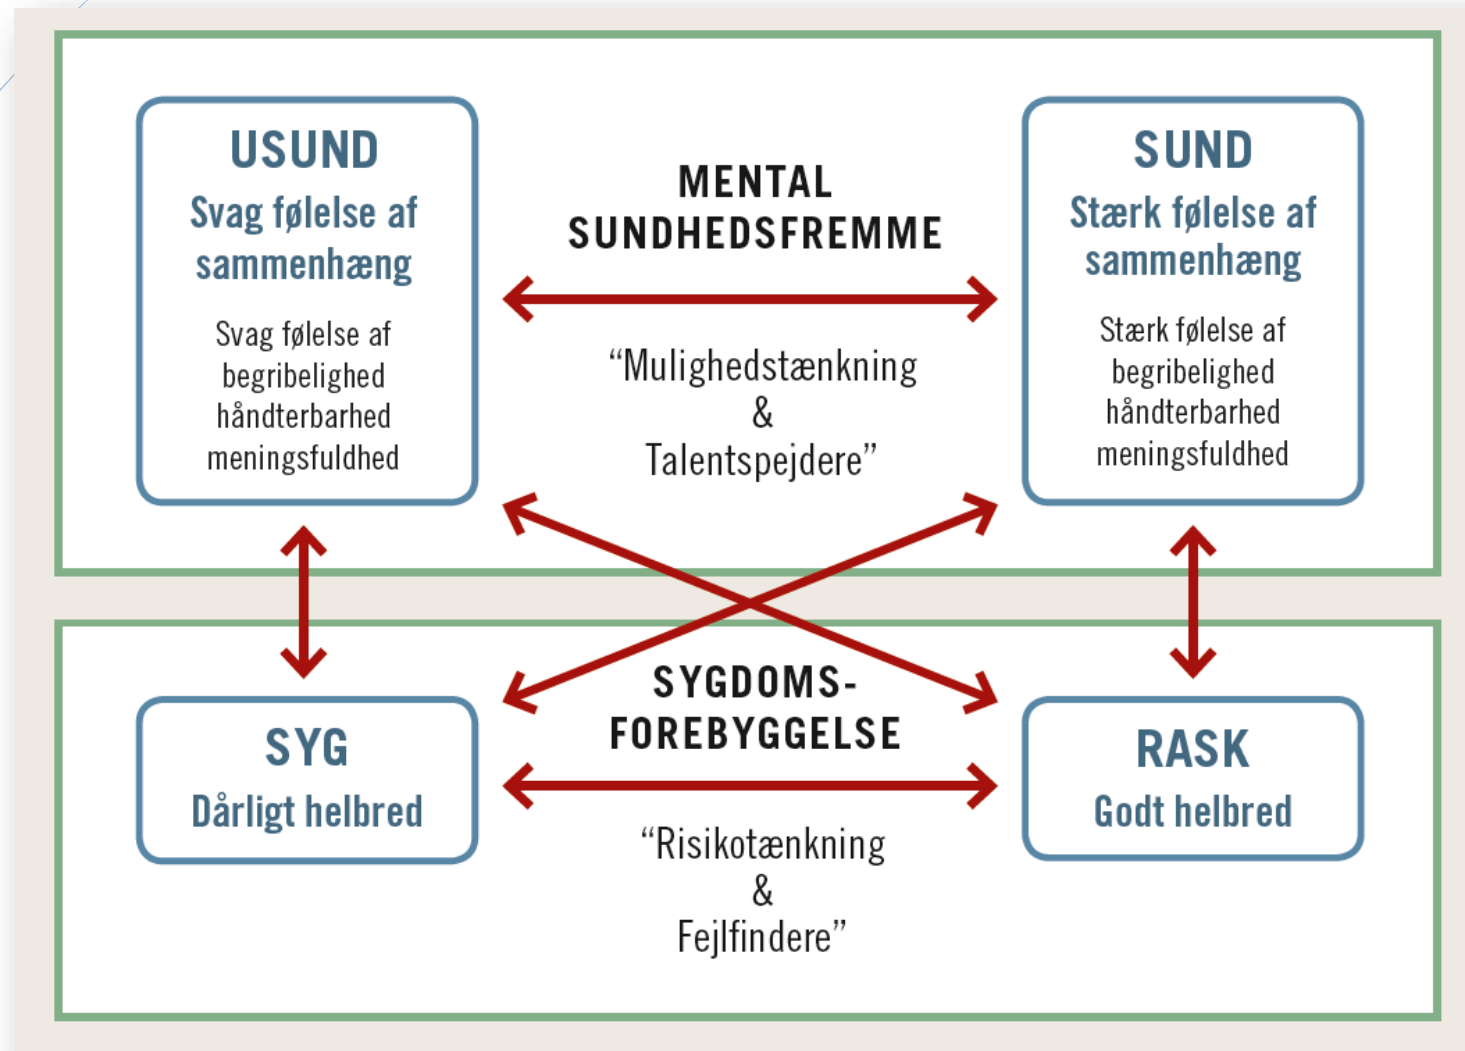 USUND
Svag følelse af
sammenhæng
Svag følelse af
begribelighed
håndterbarhed
meningsfuldhed
MENTAL
SUNDHEDSFREMME
“Mulighedstænkning
&
Talentspejdere”
SUND
Stærk følelse af
sammenhæng
Stærk følelse af
begribelighed
håndterbarhed
meningsfuldhed
SYG
Dårligt helbred
SYGDOMS-
FOREBYGGELSE
“Risikotænkning
&
Fejlfindere”
RASK
Godt helbred